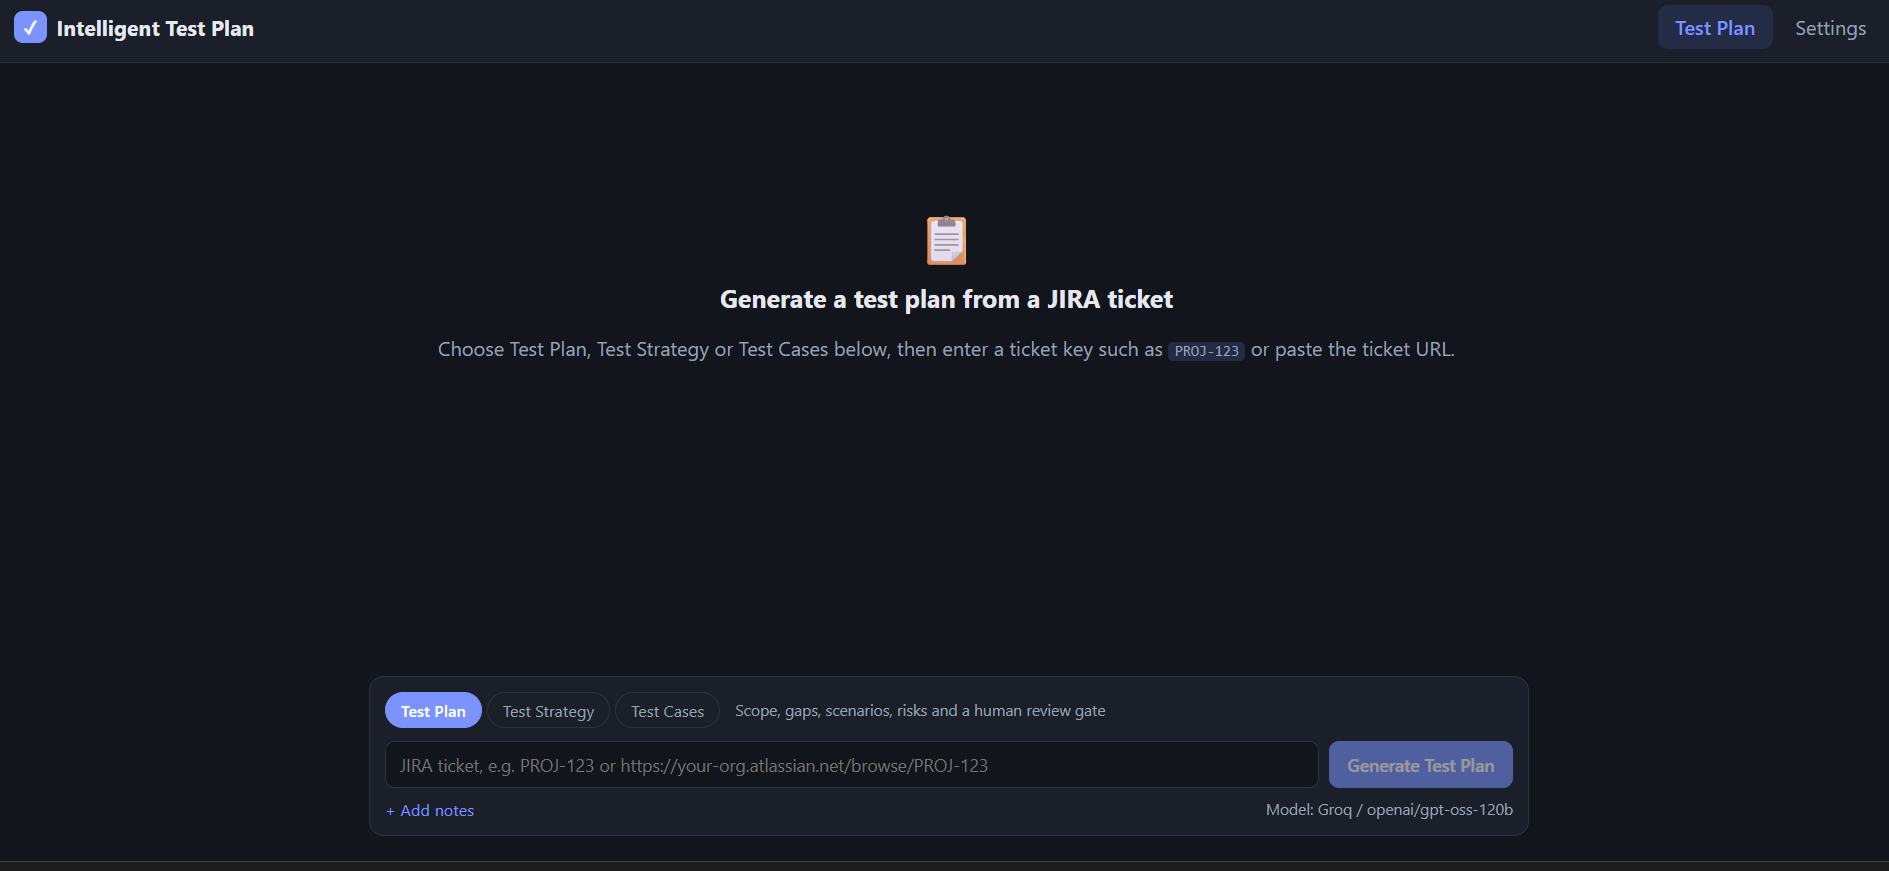 Intelligent Test Plan
Test Plan
Settings
Generate a test plan from a JIRA ticket
Choose Test Plan, Test Strategy or Test Cases below, then enter a ticket key such as PROJ-123 or paste the ticket URL.
Test Plan
Test Strategy
Test Cases
Scope, gaps, scenarios, risks and a human review gate
JIRA ticket, e.g. PROJ-123 or https://your-org.atlassian.net/browse/PROJ-123
Generate Test Plan
+ Add notes
Model: Groq / openai/gpt-oss-120b